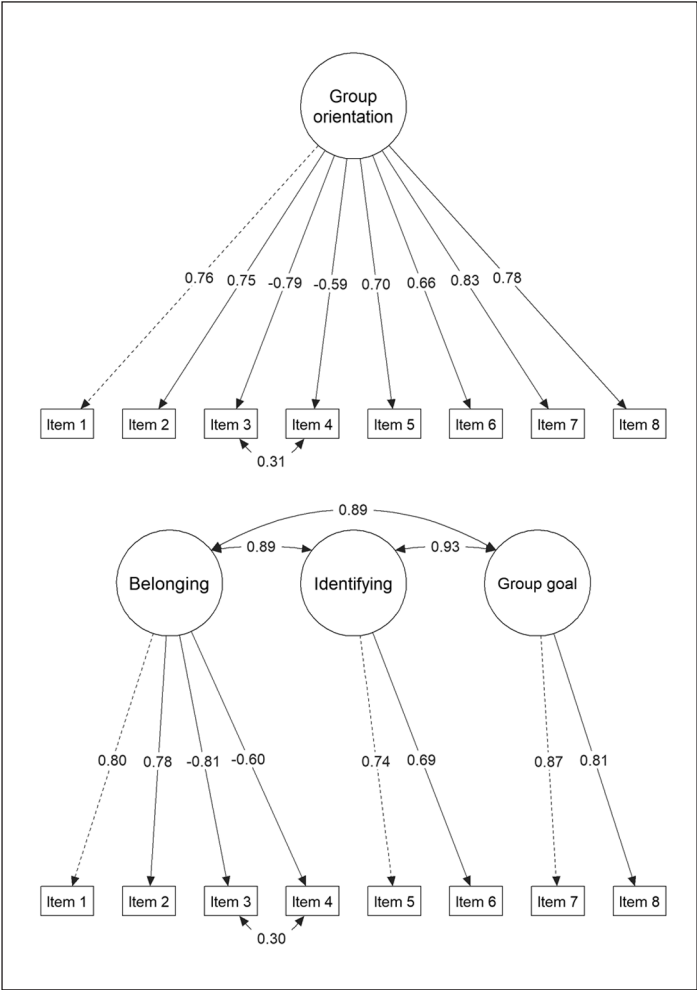 Group
orientation
0.76 0.75 -0.79 -0.59 0.70 0.66 0.83 0.78
Item 1 Item 2 Item 3 Item 4 Item 5 Item 6 Item 7 Item 8
0.31
0.89
0.89 0.93
Belonging Identifying Group goal
0.80 0.78 -0.81 -0.60 0.74 0.69 0.87 0.81
Item 1 Item 2 Item 3 Item 4 Item 5 Item 6 Item 7 Item 8
0.30